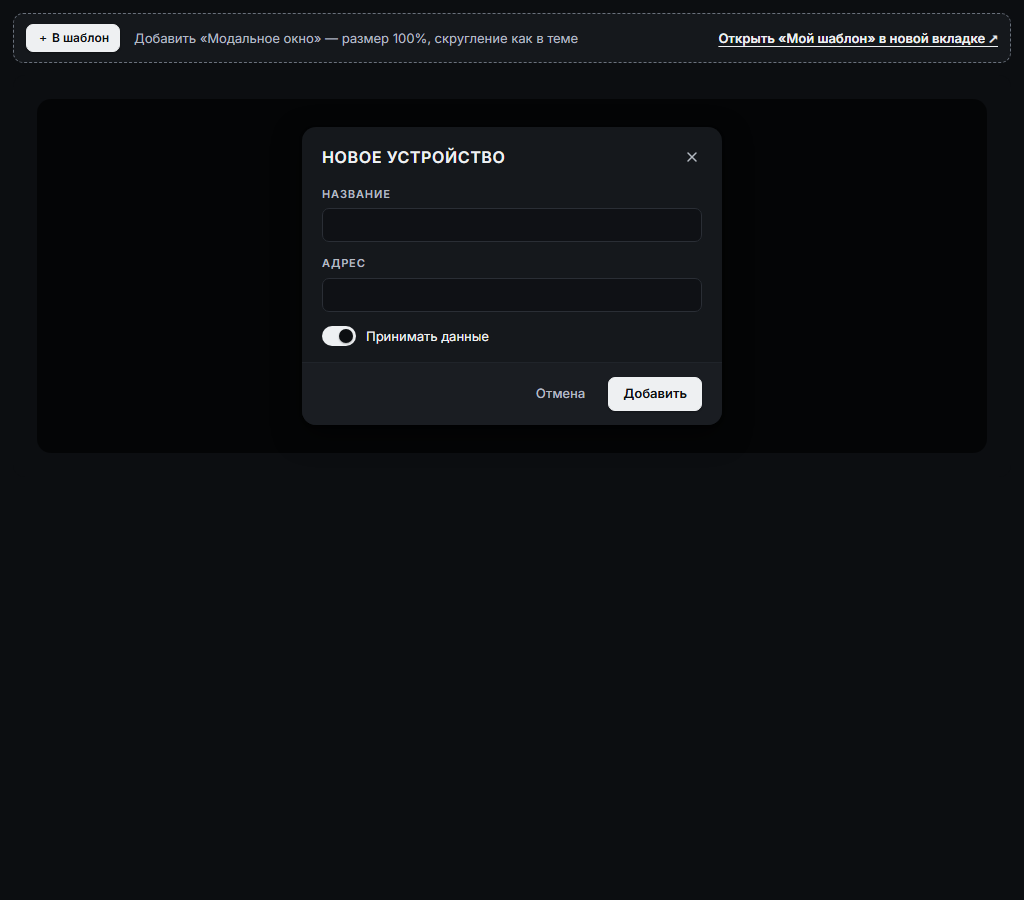 + В шаблон
Добавить «Модальное окно» — размер 100%, скругление как в теме
Открыть «Мой шаблон» в новой вкладке ↗
НОВОЕ УСТРОЙСТВО
НАЗВАНИЕ
АДРЕС
Принимать данные
Отмена
Добавить